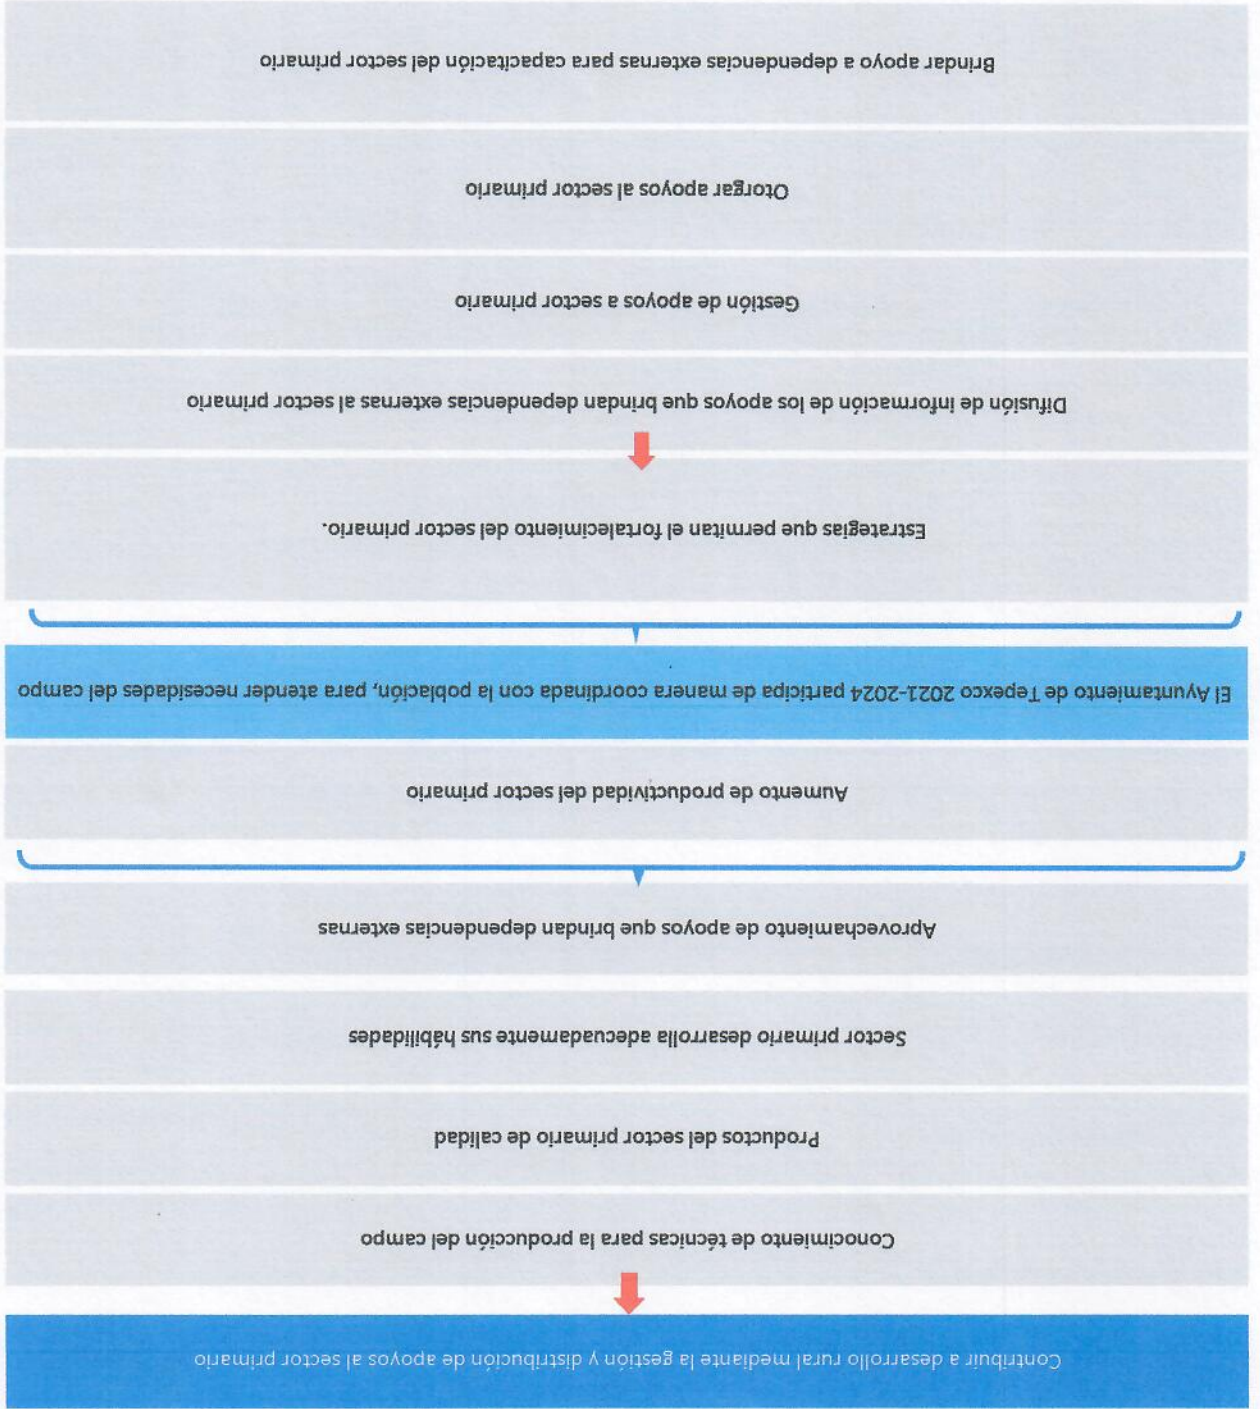 Contribuir a desarrollo rural mediante la gestión y distribución de apoyos al sector primario
Conocimiento de técnicas para la producción del campo
Productos del sector primario de calidad
Sector primario desarrolla adecuadamente sus hábilidades
Aprovechamiento de apoyos que brindan dependencias externas
Aumento de productividad del sector primario
El Ayuntamiento de Tepexco 2021-2024 participa de manera coordinada con la población, para atender necesidades del campo
Estrategias que permitan el fortalecimiento del sector primario.
Difusión de información de los apoyos que brindan dependencias externas al sector primario
Gestión de apoyos a sector primario
Otorgar apoyos al sector primario
Brindar apoyo a dependencias externas para capacitación del sector primario